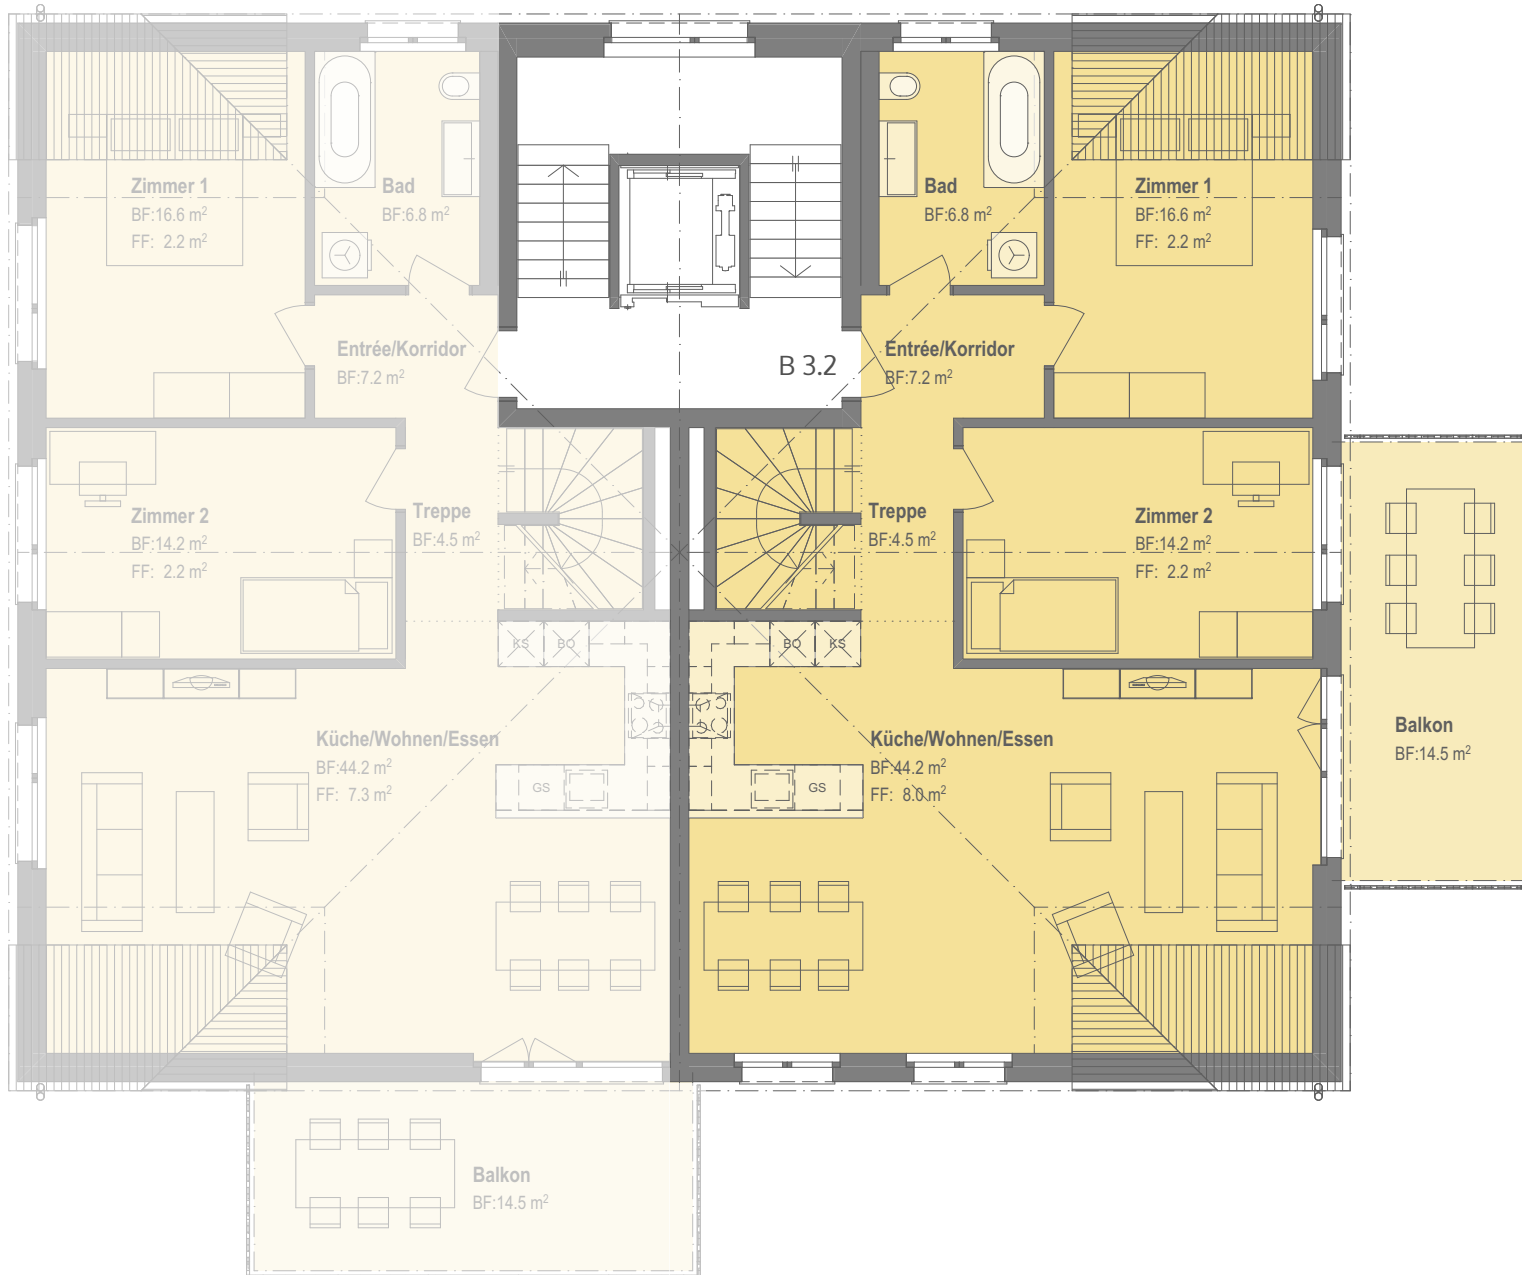 Zimmer 1
BF:16.6 m²
FF: 2.2 m²
Bad
BF:6.8 m²
Bad
BF:6.8 m²
Zimmer 1
BF:16.6 m²
FF: 2.2 m²
Entrée/Korridor
BF:7.2 m²
B 3.2
Entrée/Korridor
BF:7.2 m²
Zimmer 2
BF:14.2 m²
FF: 2.2 m²
Treppe
BF:4.5 m²
Treppe
BF:4.5 m²
Zimmer 2
BF:14.2 m²
FF: 2.2 m²
KS
BO
BO
KS
Küche/Wohnen/Essen
BF:44.2 m²
FF: 7.3 m²
GS
Küche/Wohnen/Essen
BF:44.2 m²
FF: 8.0 m²
GS
Balkon
BF:14.5 m²
Balkon
BF:14.5 m²